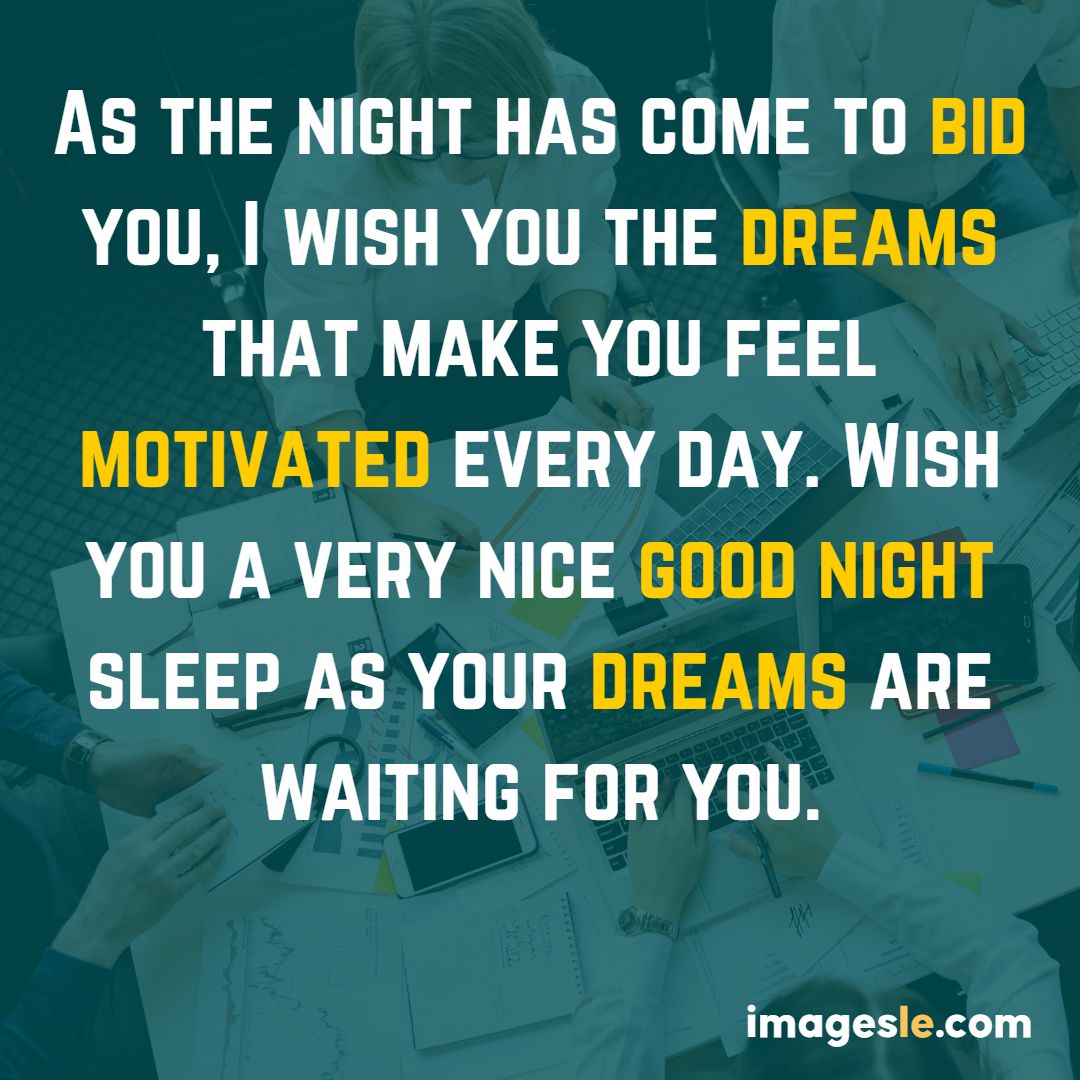 As the night has come to bid
you, I wish you the dreams
that make you feel
motivated every day. Wish
you a very nice good night
sleep as your dreams are
waiting for you.
imagesle.com